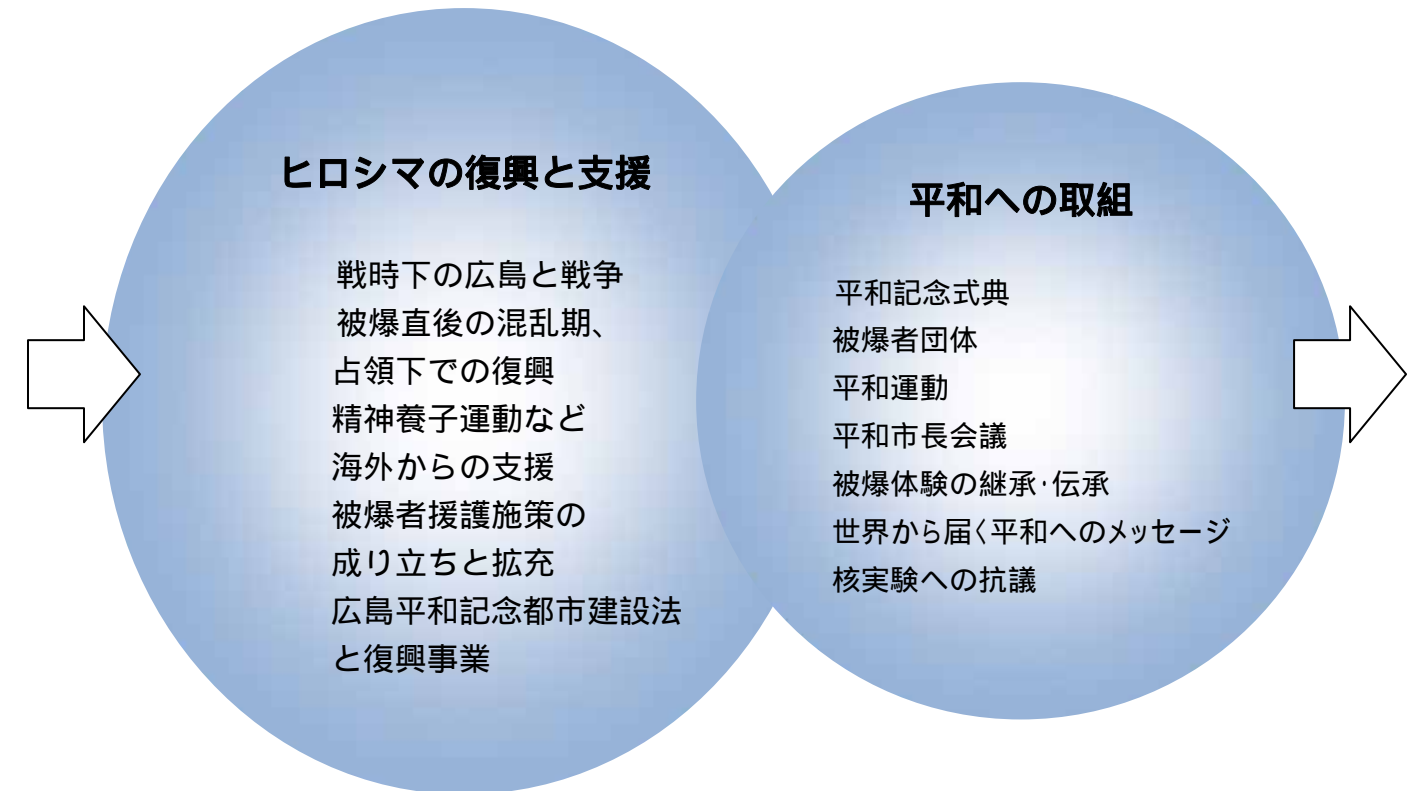 ヒロシマの復興と支援
戦時下の広島と戦争
被爆直後の混乱期、
占領下での復興
精神養子運動など
海外からの支援
被爆者援護施策の
成り立ちと拡充
広島平和記念都市建設法
と復興事業
平和への取組
平和記念式典
被爆者団体
平和運動
平和市長会議
被爆体験の継承・伝承
世界から届く平和へのメッセージ
核実験への抗議